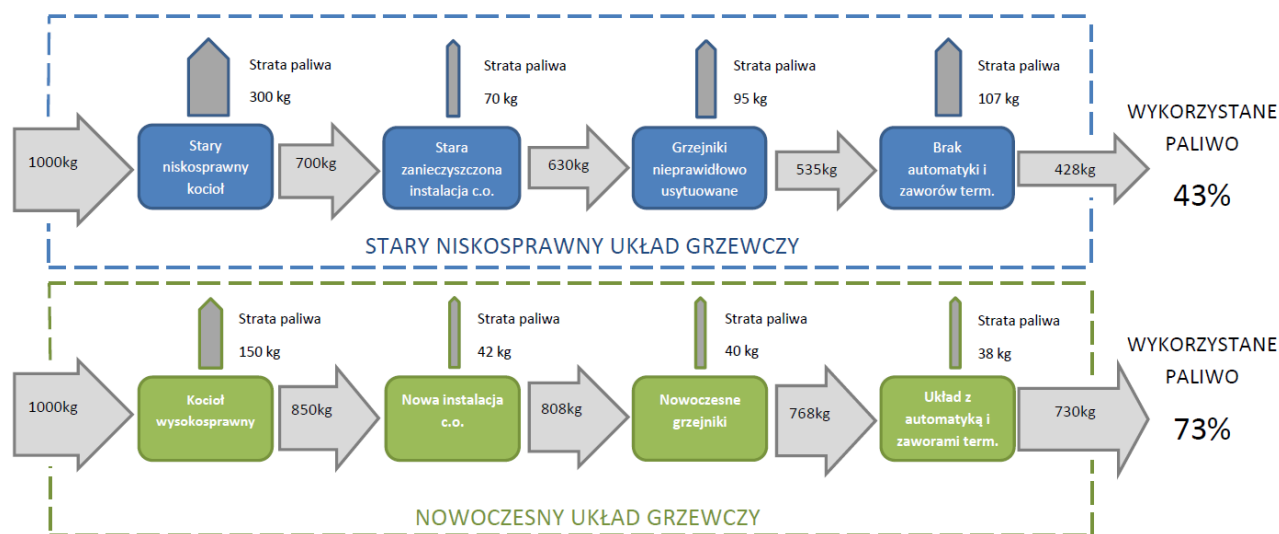 Strata paliwa
300 kg
Strata paliwa
70 kg
Strata paliwa
95 kg
Strata paliwa
107 kg
1000kg
Stary
niskosprawny
kocioł
700kg
Stara
zanieczyszczona
instalacja c.o.
630kg
Grzejniki
nieprawidłowo
usytuowane
535kg
Brak
automatyki i
zaworów term.
428kg
WYKORZYSTANE
PALIWO
43%
STARY NISKOSPRAWNY UKŁAD GRZEWCZY
Strata paliwa
150 kg
Strata paliwa
42 kg
Strata paliwa
40 kg
Strata paliwa
38 kg
1000kg
Kocioł
wysokosprawny
850kg
Nowa instalacja
c.o.
808kg
Nowoczesne
grzejniki
768kg
Układ z
automatyką i
zaworami term.
730kg
WYKORZYSTANE
PALIWO
73%
NOWOCZESNY UKŁAD GRZEWCZY